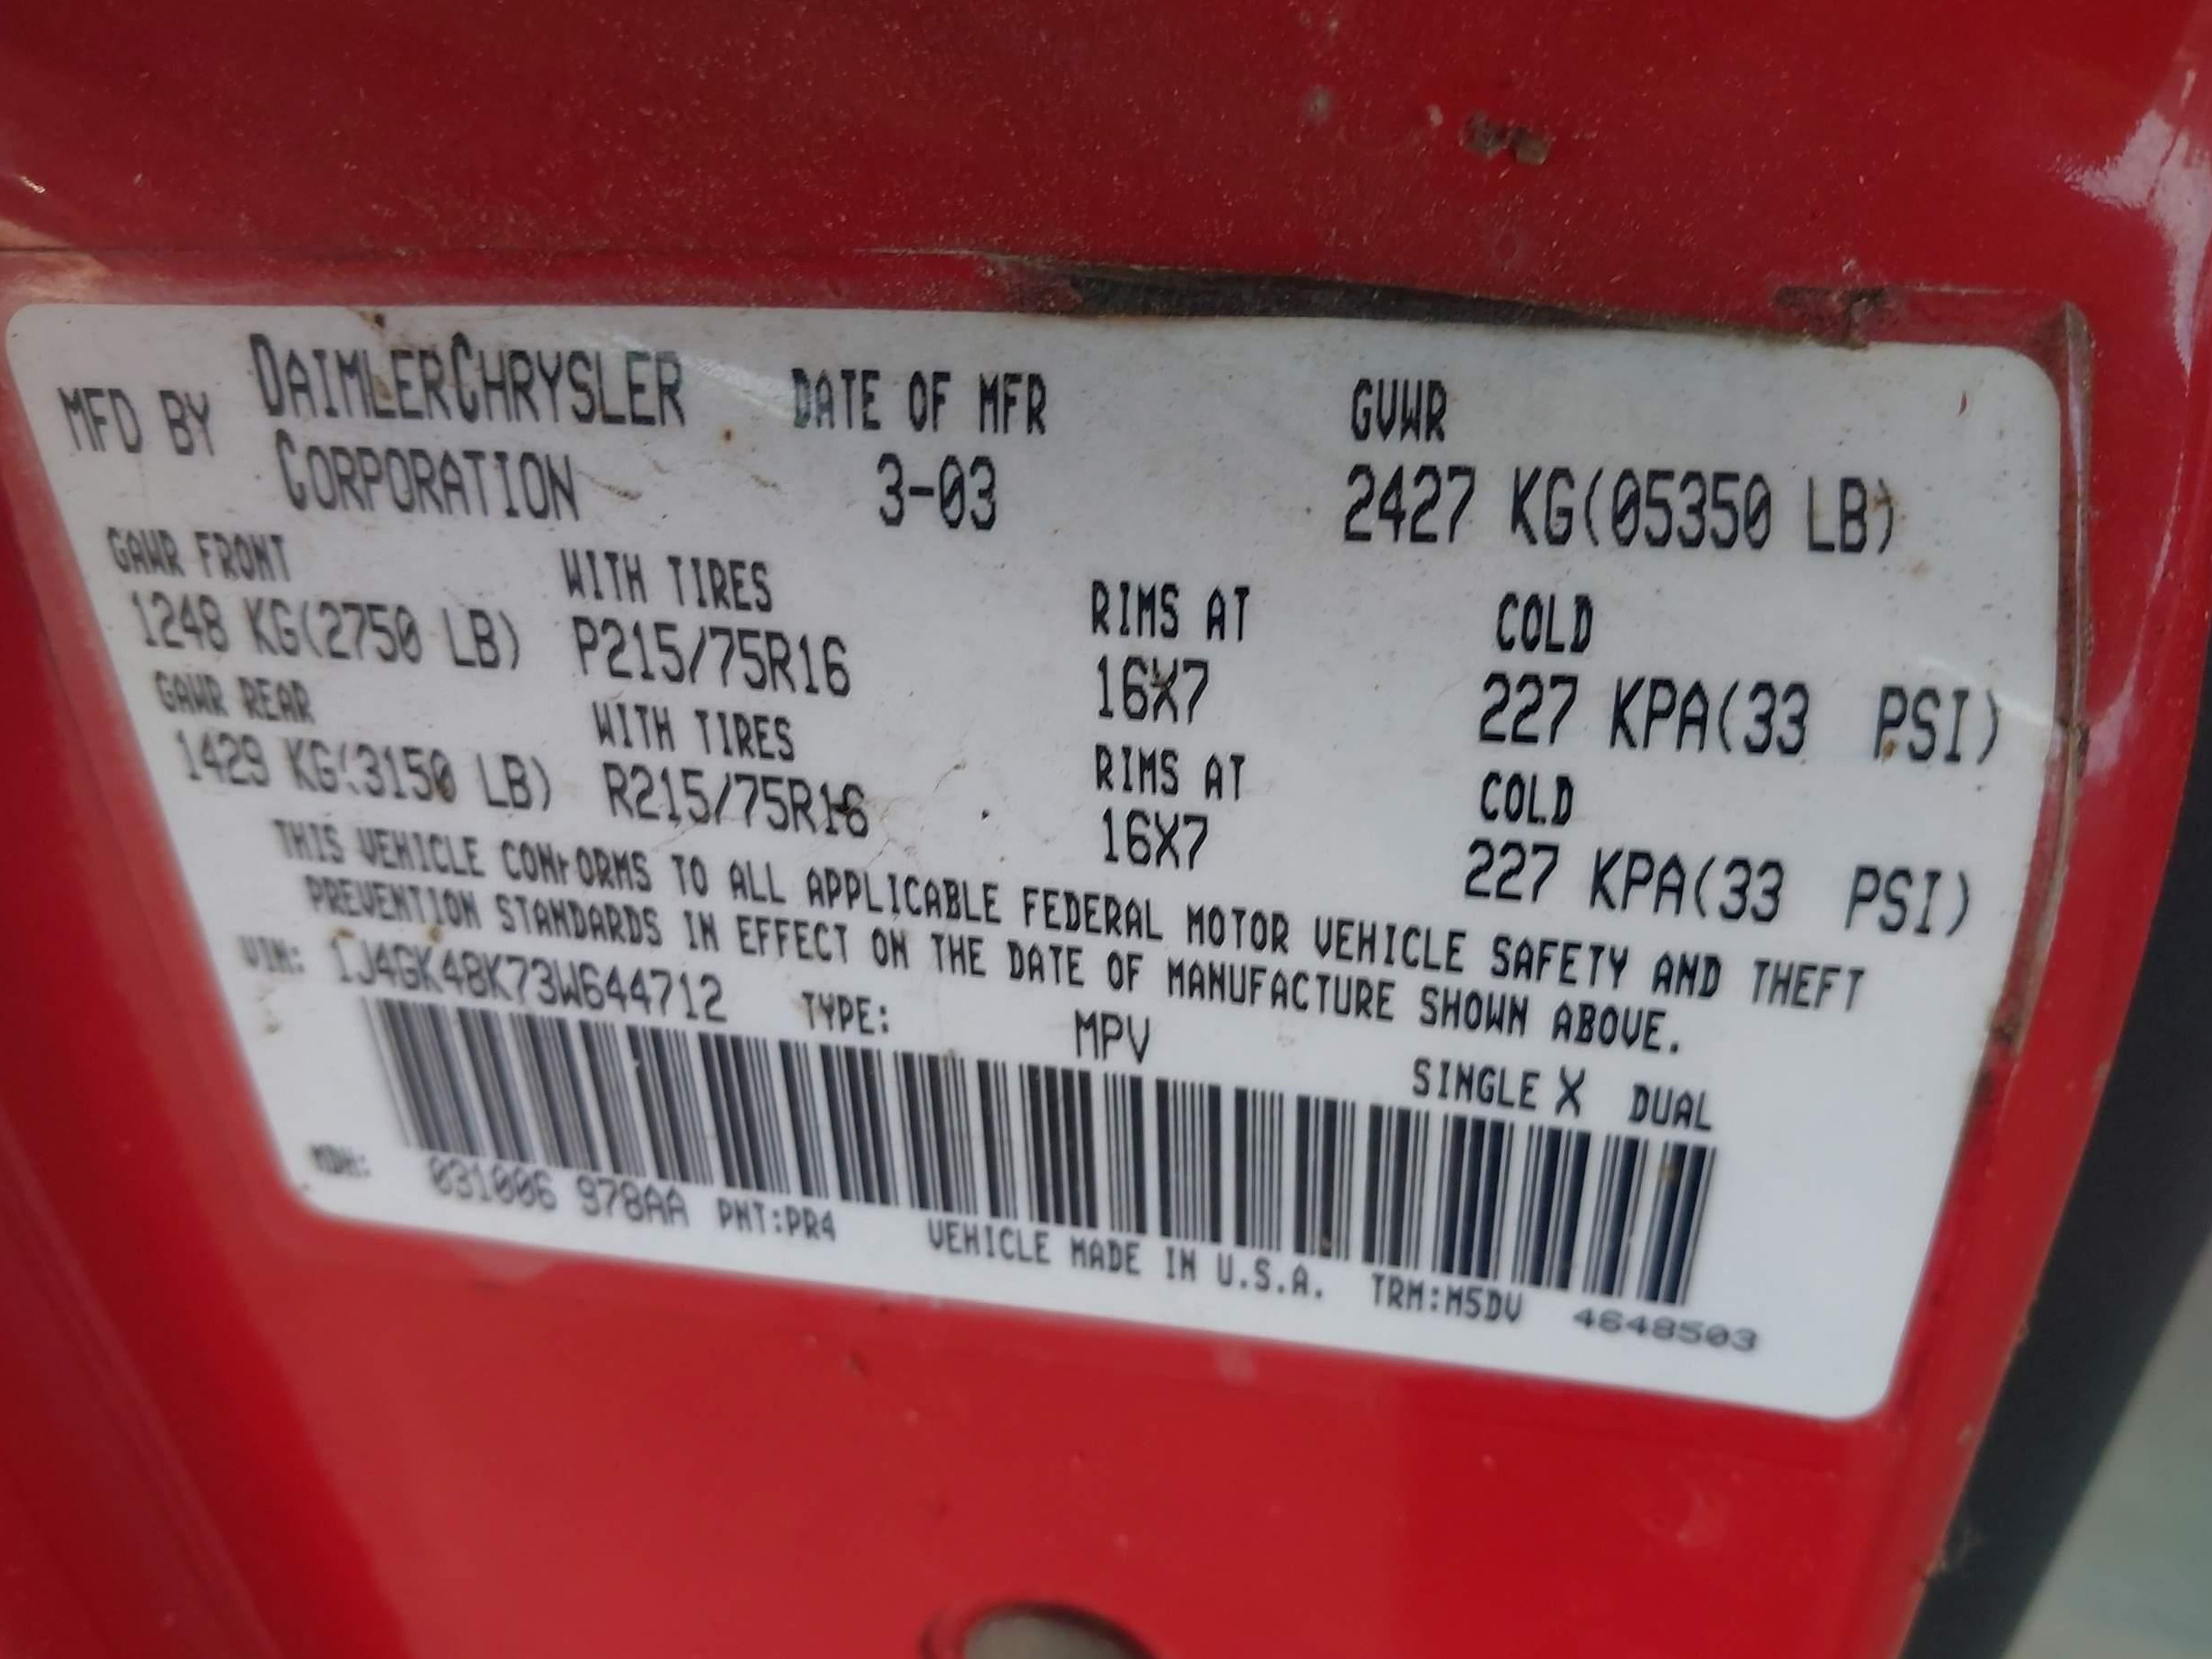 MFD BY DAIMLERCHRYSLER CORPORATION
DATE OF MFR
3-03
GVWR
2427 KG(05350 LB)
GAWR FRONT WITH TIRES RIMS AT COLD
1248 KG(2750 LB) P215/75R16 16X7 227 KPA(33 PSI)
GAWR REAR WITH TIRES RIMS AT COLD
1429 KG(3150 LB) R215/75R16 16X7 227 KPA(33 PSI)
THIS VEHICLE CONFORMS TO ALL APPLICABLE FEDERAL MOTOR VEHICLE SAFETY AND THEFT
PREVENTION STANDARDS IN EFFECT ON THE DATE OF MANUFACTURE SHOWN ABOVE.
VIN: 1J4GK48K73W644712 TYPE: MPV SINGLE X DUAL
MDH: 031006 978AA PNT:PR4 VEHICLE MADE IN U.S.A. TRM:M5DV 4648503